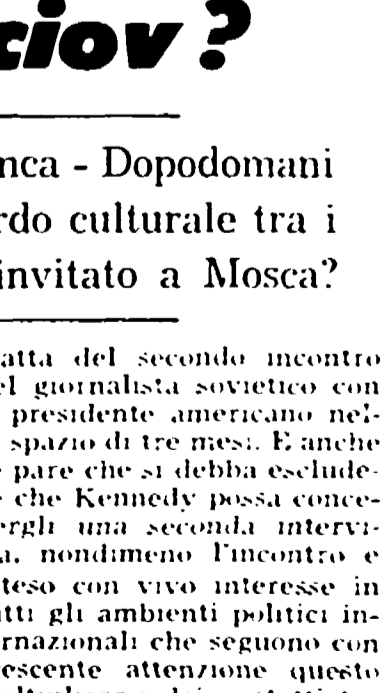 ciov?
nca - Dopodomani
rdo culturale tra i
invitato a Mosca?
atta del secondo incontro
el giornalista sovietico con
presidente americano nel-
spazio di tre mesi. E anche
pare che si debba esclude-
che Kennedy possa conce-
ergli una seconda intervi-
a, nondimeno l'incontro e
teso con vivo interesse in
tti gli ambienti politici in-
rnazionali che seguono con
escente attenzione questo